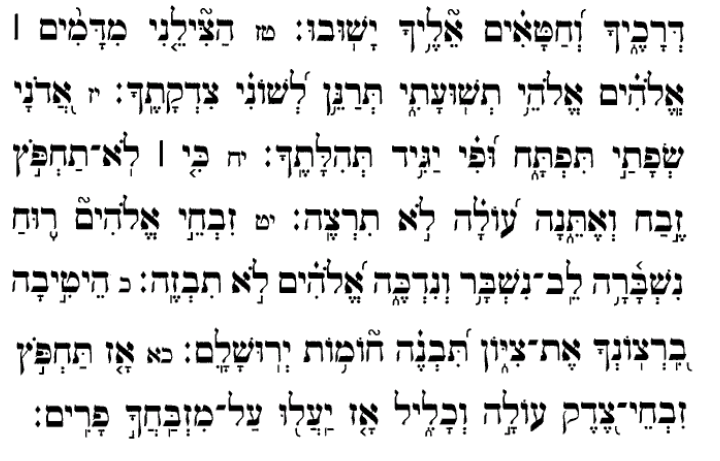 דְּרָכֶ֑יךָ וְ֝חַטָּאִ֗ים אֵלֶ֥יךָ יָשֽׁוּבוּ׃ טז הַצִּ֘ילֵ֤נִי מִדָּמִ֨ים ׀
אֱֽלֹהִ֗ים אֱלֹהֵ֥י תְשׁוּעָתִ֑י תְּרַנֵּ֥ן לְ֝שׁוֹנִ֗י צִדְקָתֶֽךָ׃ יז אֲ֭דֹנָי
שְׂפָתַ֣י תִּפְתָּ֑ח וּ֝פִ֗י יַגִּ֥יד תְּהִלָּתֶֽךָ׃ יח כִּ֤י ׀ לֹא־תַחְפֹּ֣ץ
זֶ֣בַח וְאֶתֵּ֑נָה ע֝וֹלָ֗ה לֹ֣א תִרְצֶֽה׃ יט זִבְחֵ֣י אֱלֹהִים֮ ר֤וּחַ
נִשְׁבָּ֫רָ֥ה לֵב־נִשְׁבָּ֥ר וְנִדְכֶּ֑ה אֱ֝לֹהִ֗ים לֹ֣א תִבְזֶֽה׃ כ הֵיטִ֣יבָה
בִ֭רְצוֹנְךָ אֶת־צִיּ֑וֹן תִּ֝בְנֶ֗ה חוֹמ֥וֹת יְרוּשָׁלָֽם׃ כא אָ֤ז תַּחְפֹּ֣ץ
זִבְחֵי־צֶ֭דֶק עוֹלָ֣ה וְכָלִ֑יל אָ֤ז יַעֲל֖וּ עַל־מִזְבַּחֲךָ֣ פָרִֽים׃